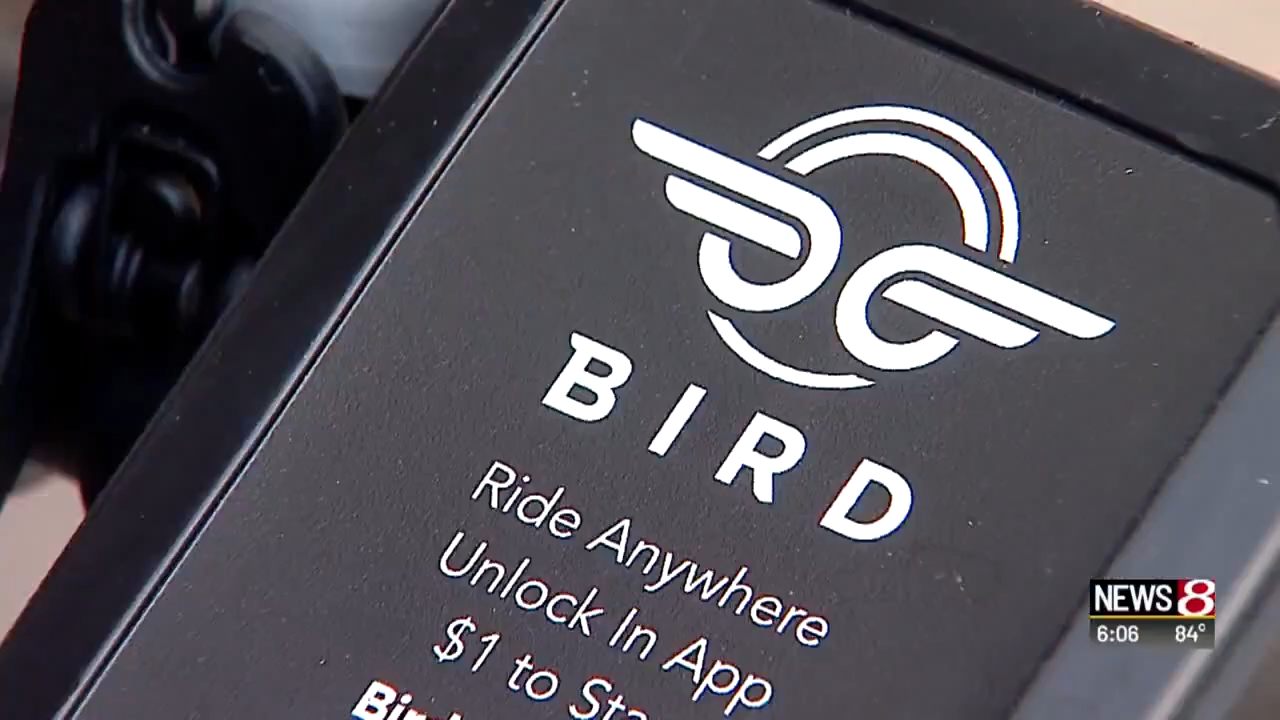 BIRD
Ride Anywhere
Unlock In App
$1 to
NEWS 8
6:06 84°